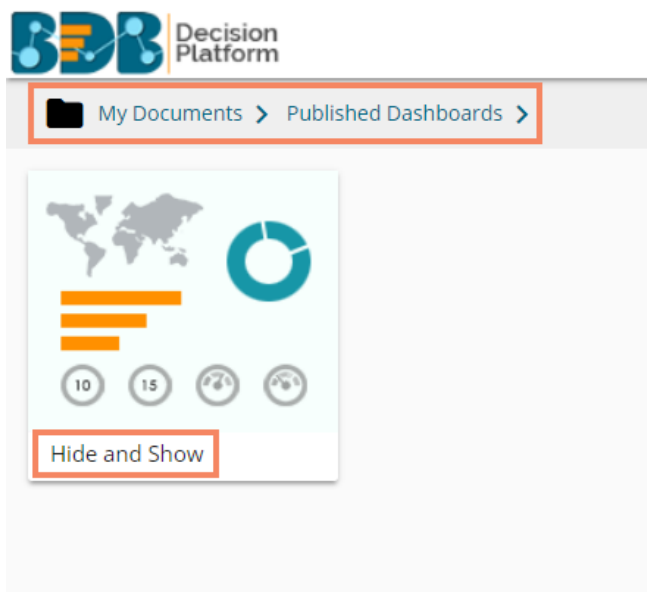 BDB Decision
Platform
My Documents > Published Dashboards >
10 15
Hide and Show